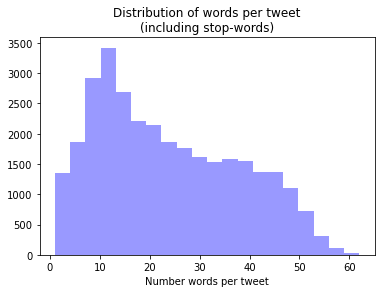 Distribution of words per tweet
(including stop-words)
3500
3000
2500
2000
1500
1000
500
0
0 10 20 30 40 50 60
Number words per tweet